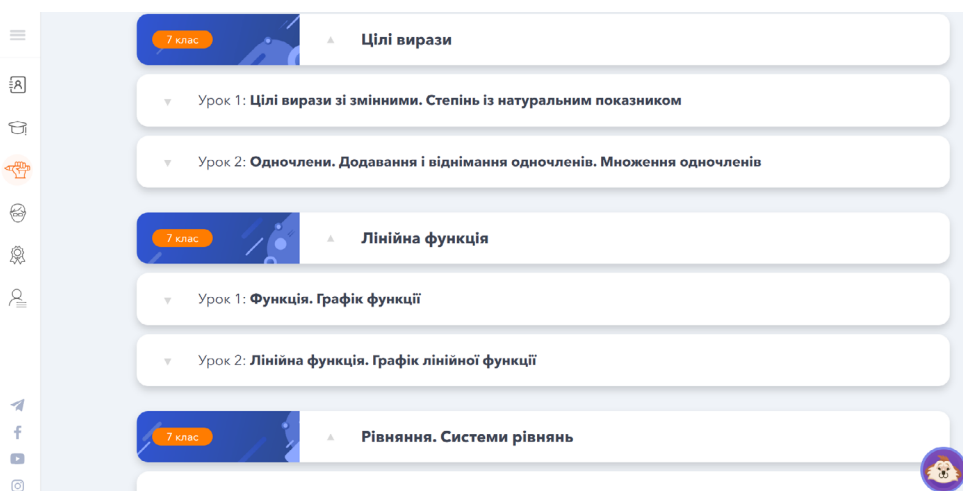 7 клас
Цілі вирази
Урок 1: Цілі вирази зі змінними. Степінь із натуральним показником
Урок 2: Одночлени. Додавання і віднімання одночленів. Множення одночленів
7 клас
Лінійна функція
Урок 1: Функція. Графік функції
Урок 2: Лінійна функція. Графік лінійної функції
7 клас
Рівняння. Системи рівнянь